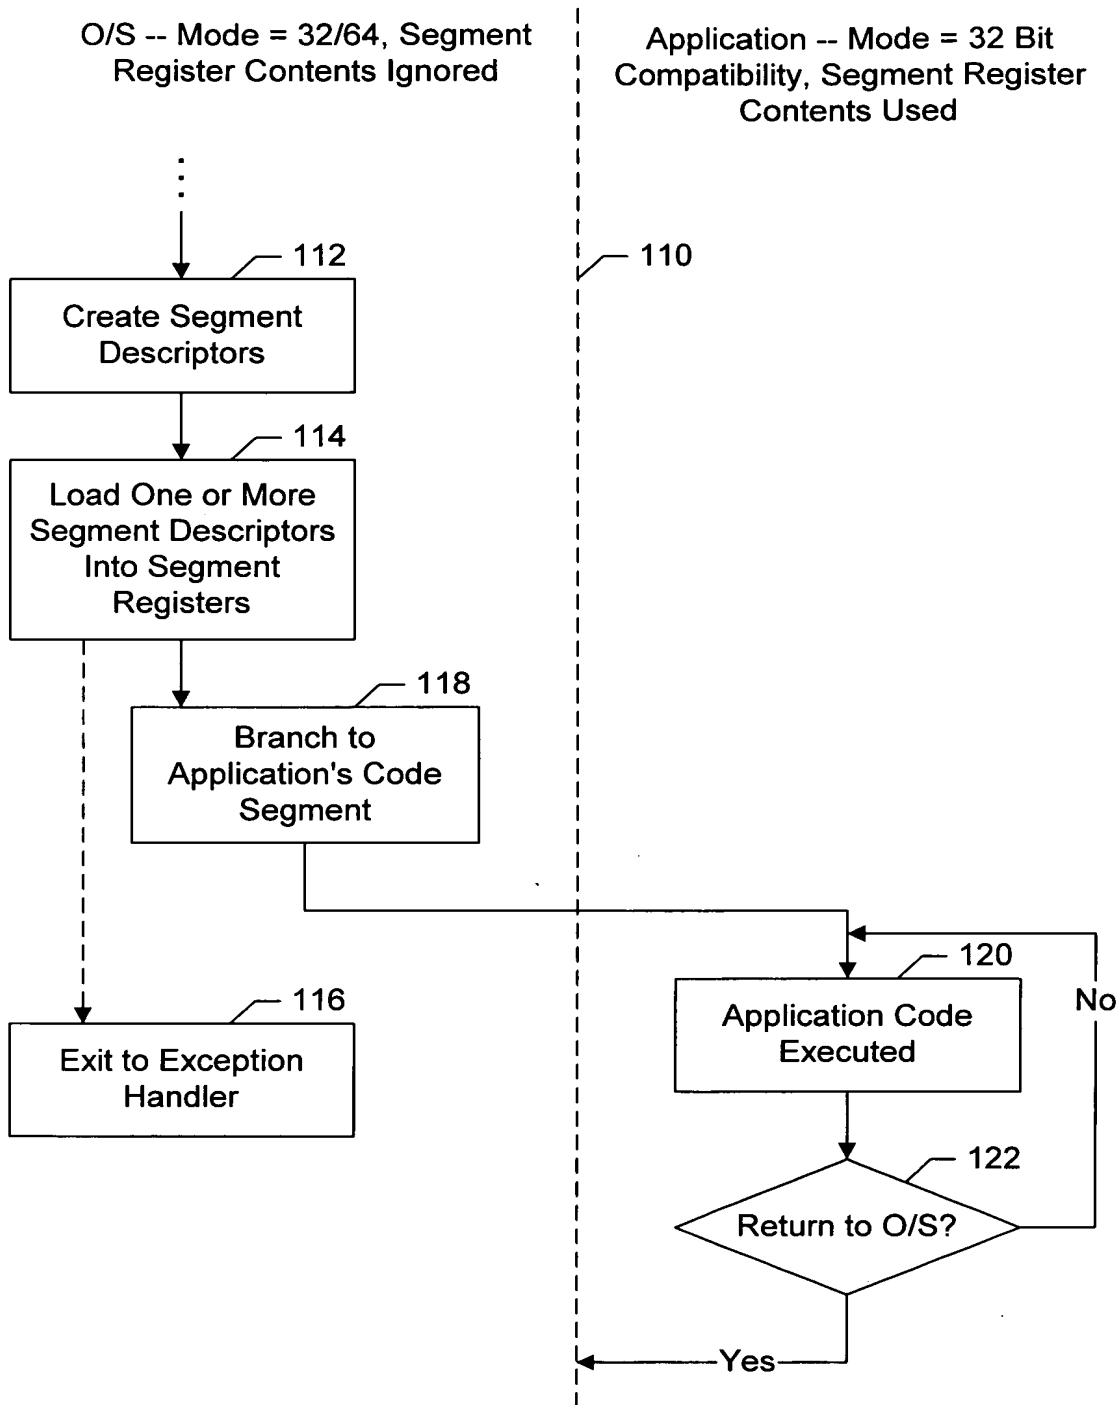 O/S -- Mode = 32/64, Segment
Register Contents Ignored
Application -- Mode = 32 Bit
Compatibility, Segment Register
Contents Used
110
112
Create Segment
Descriptors
114
Load One or More
Segment Descriptors
Into Segment
Registers
118
Branch to
Application's Code
Segment
116
Exit to Exception
Handler
120
Application Code
Executed
No
122
Return to O/S?
Yes